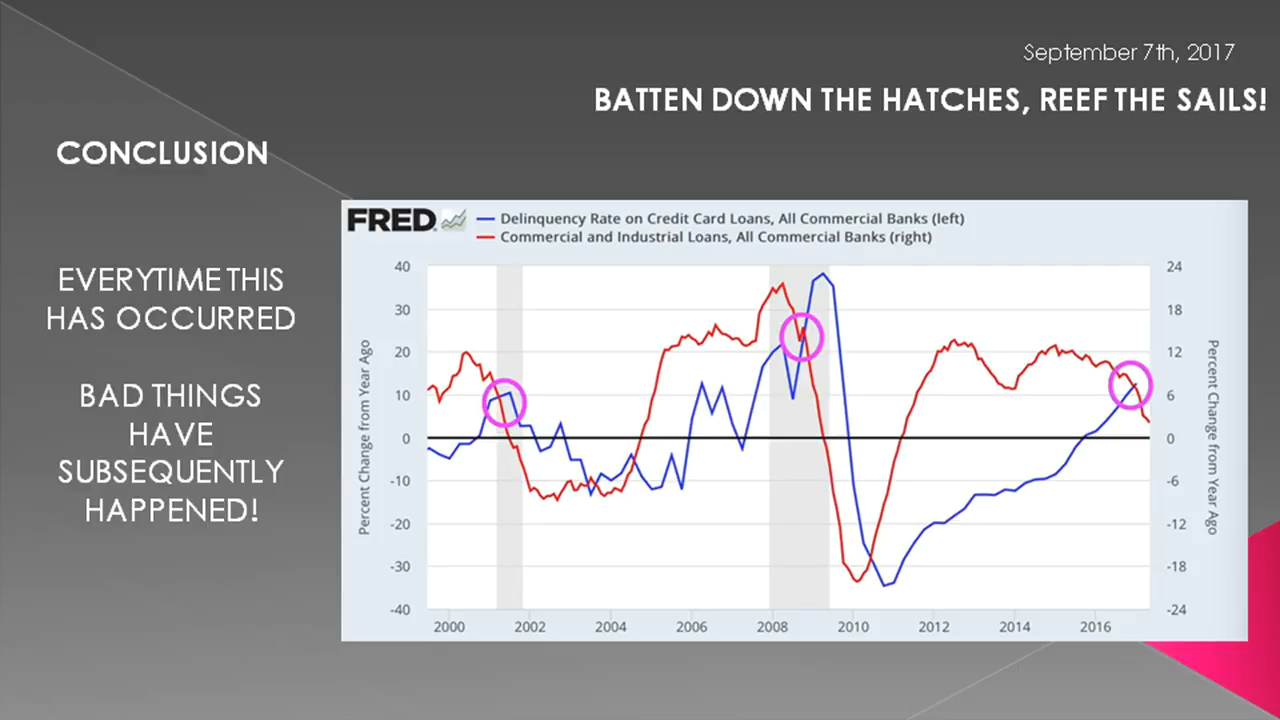 September 7th, 2017
BATTEN DOWN THE HATCHES, REEF THE SAILS!
CONCLUSION
EVERYTIME THIS
HAS OCCURRED
BAD THINGS
HAVE
SUBSEQUENTLY
HAPPENED!
FRED
Delinquency Rate on Credit Card Loans, All Commercial Banks (left)
Commercial and Industrial Loans, All Commercial Banks (right)
Percent Change from Year Ago
40
30
20
10
0
-10
-20
-30
-40
24
18
12
6
0
-6
-12
-18
-24
Percent Change from Year Ago
2000 2002 2004 2006 2008 2010 2012 2014 2016